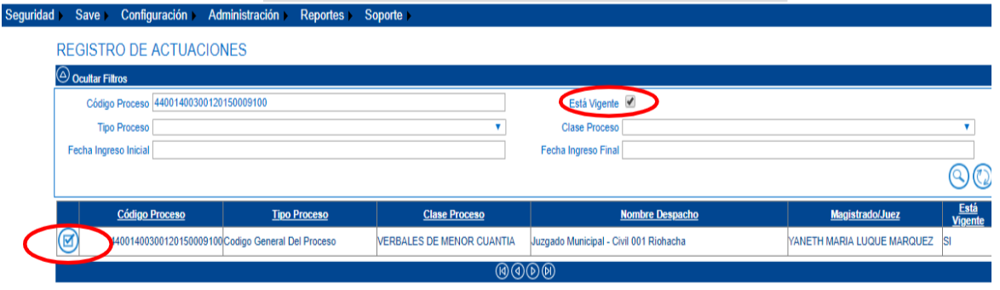 Seguridad Save Configuración Administración Reportes Soporte
REGISTRO DE ACTUACIONES
Ocultar Filtros
Código Proceso 44001400300120150009100 Está Vigente
Tipo Proceso Clase Proceso
Fecha Ingreso Inicial Fecha Ingreso Final
Código Proceso Tipo Proceso Clase Proceso Nombre Despacho Magistrado/Juez Está Vigente
44001400300120150009100 Codigo General Del Proceso VERBALES DE MENOR CUANTIA Juzgado Municipal - Civil 001 Riohacha YANETH MARIA LUQUE MARQUEZ SI